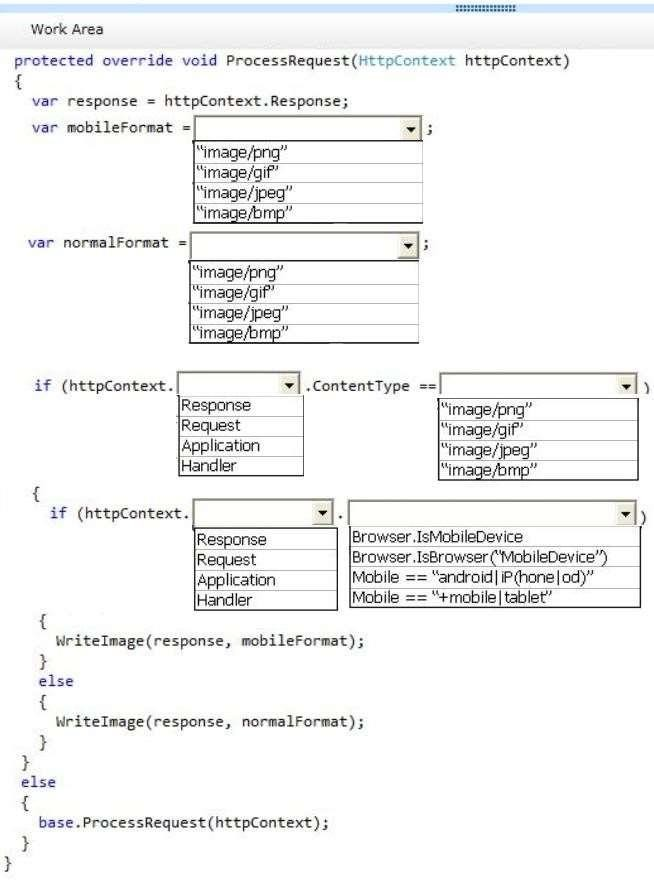 Work Area
protected override void ProcessRequest(HttpContext httpContext)
{
var response = httpContext.Response;
var mobileFormat = ;
"image/png"
"image/gif"
"image/jpeg"
"image/bmp"
var normalFormat = ;
"image/png"
"image/gif"
"image/jpeg"
"image/bmp"
if (httpContext. .ContentType == )
Response
Request
Application
Handler
"image/png"
"image/gif"
"image/jpeg"
"image/bmp"
{
if (httpContext. . )
Response
Request
Application
Handler
Browser.IsMobileDevice
Browser.IsBrowser("MobileDevice")
Mobile == "android|iP(hone|od)"
Mobile == "+mobile|tablet"
{
WriteImage(response, mobileFormat);
}
else
{
WriteImage(response, normalFormat);
}
}
else
{
base.ProcessRequest(httpContext);
}
}